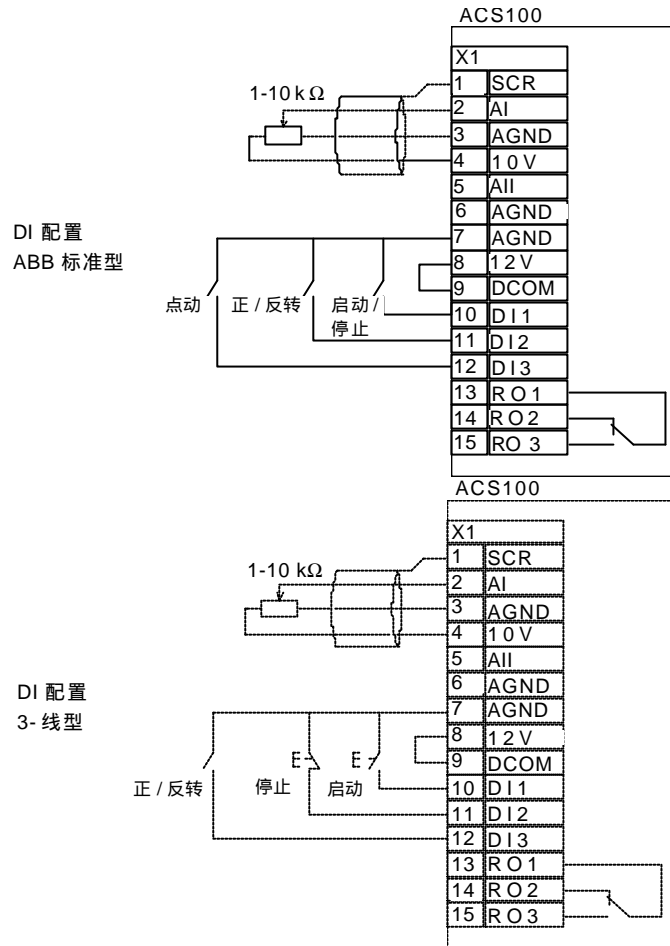 ACS100
X1
1 SCR
1-10 k Ω
2 AI
3 AGND
4 10V
5 AII
6 AGND
DI 配置
7 AGND
ABB 标准型
8 12V
点动 正 / 反转 启动 /
停止
9 DCOM
10 DI1
11 DI2
12 DI3
13 RO1
14 RO2
15 RO 3
ACS100
X1
1 SCR
1-10 kΩ
2 AI
3 AGND
4 10V
5 AII
DI 配置
6 AGND
3- 线型
7 AGND
8 12V
E E
9 DCOM
正 / 反转 停止 启动
10 DI1
11 DI2
12 DI3
13 RO1
14 RO2
15 RO3